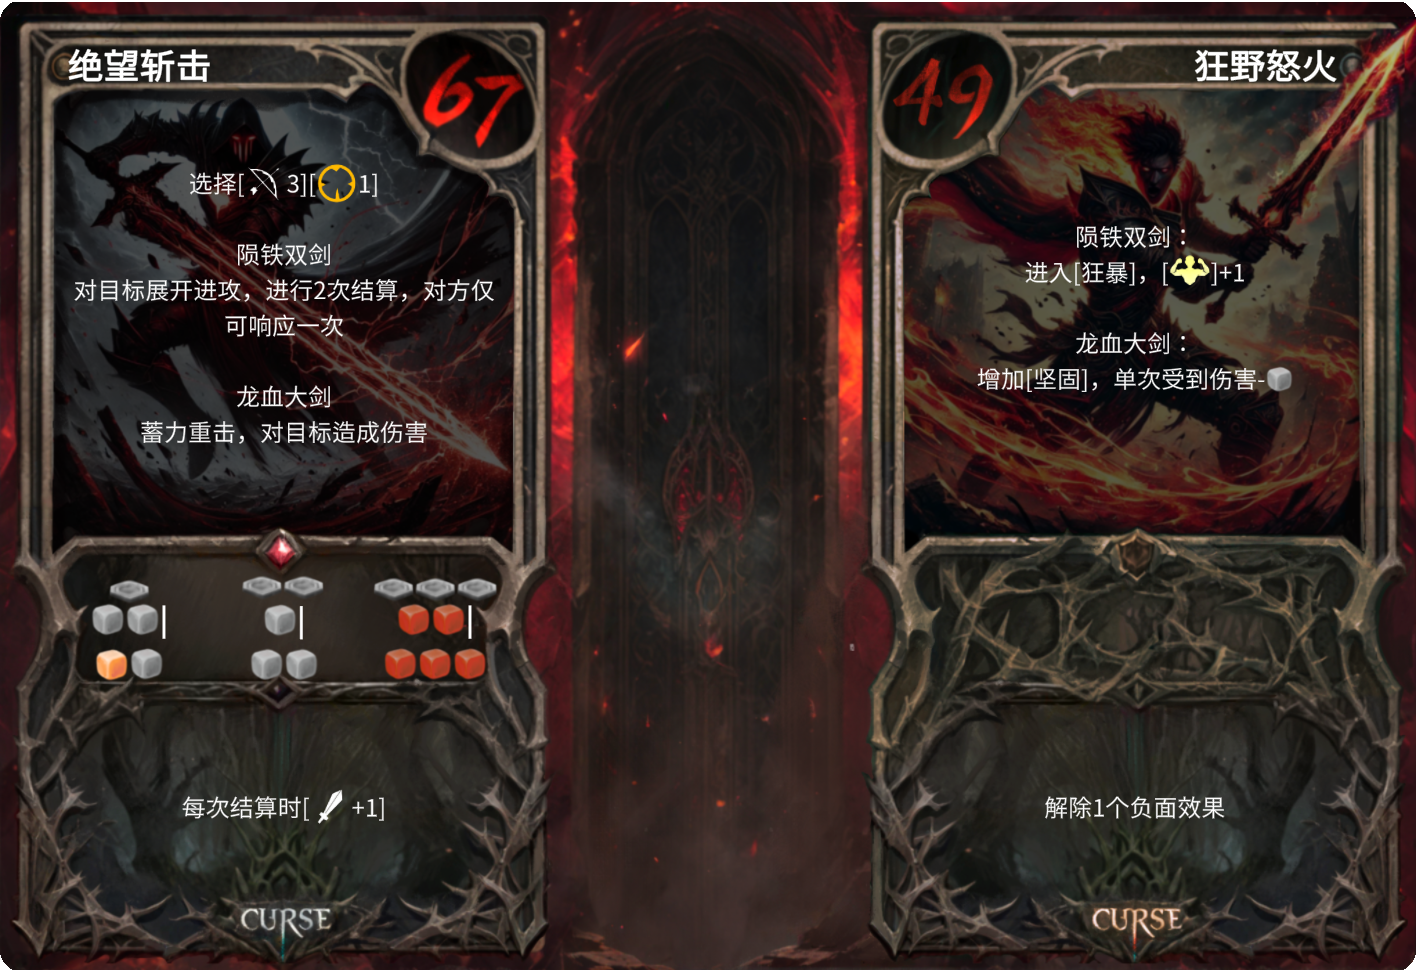 绝望斩击
67
选择[3][1]
陨铁双剑
对目标展开进攻，进行2次结算，对方仅
可响应一次
龙血大剑
蓄力重击，对目标造成伤害
每次结算时[+1]
CURSE
49
狂野怒火
陨铁双剑：
进入[狂暴]，[]+1
龙血大剑：
增加[坚固]，单次受到伤害-
解除1个负面效果
CURSE